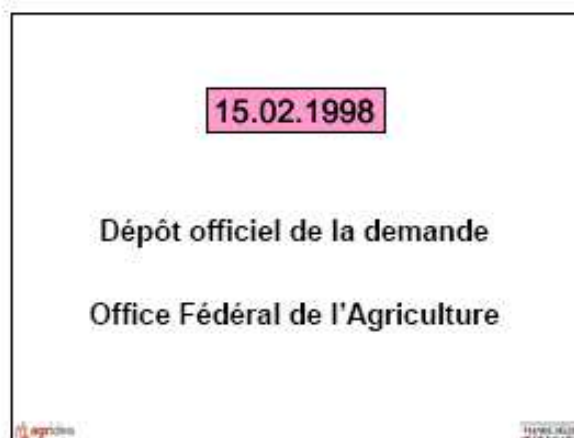 15.02.1998
Dépôt officiel de la demande
Office Fédéral de l'Agriculture
agridea